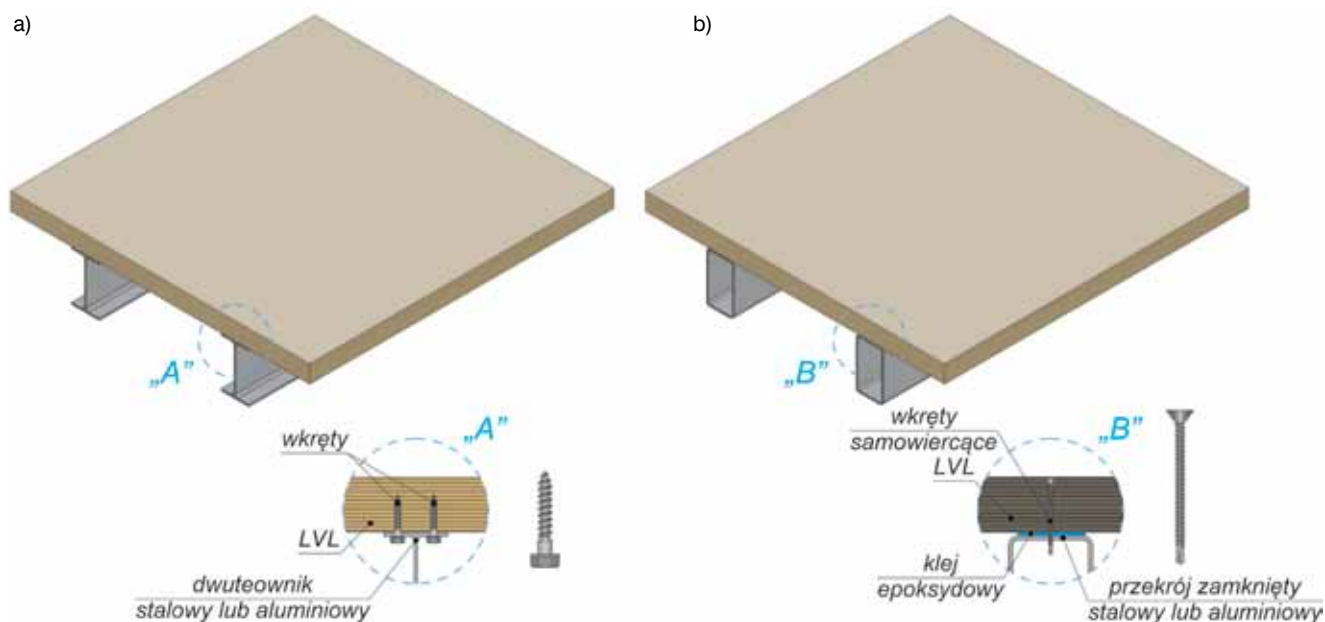 a)
„A”
„A”
wkręty
LVL
dwuteownik
stalowy lub aluminiowy
b)
„B”
wkręty
samowiercące
„B”
LVL
klej
epoksydowy
przekrój zamknięty
stalowy lub aluminiowy